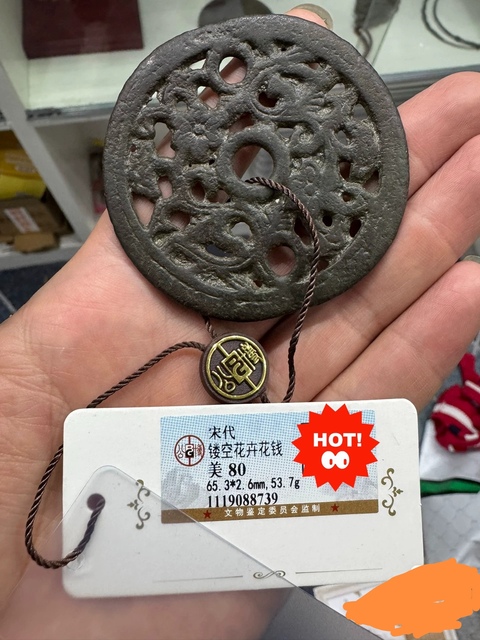 宋代
镂空花卉花钱
美 80
65.3*2.6mm,53.7g
1119088739
文物鉴定委员会监制
HOT!